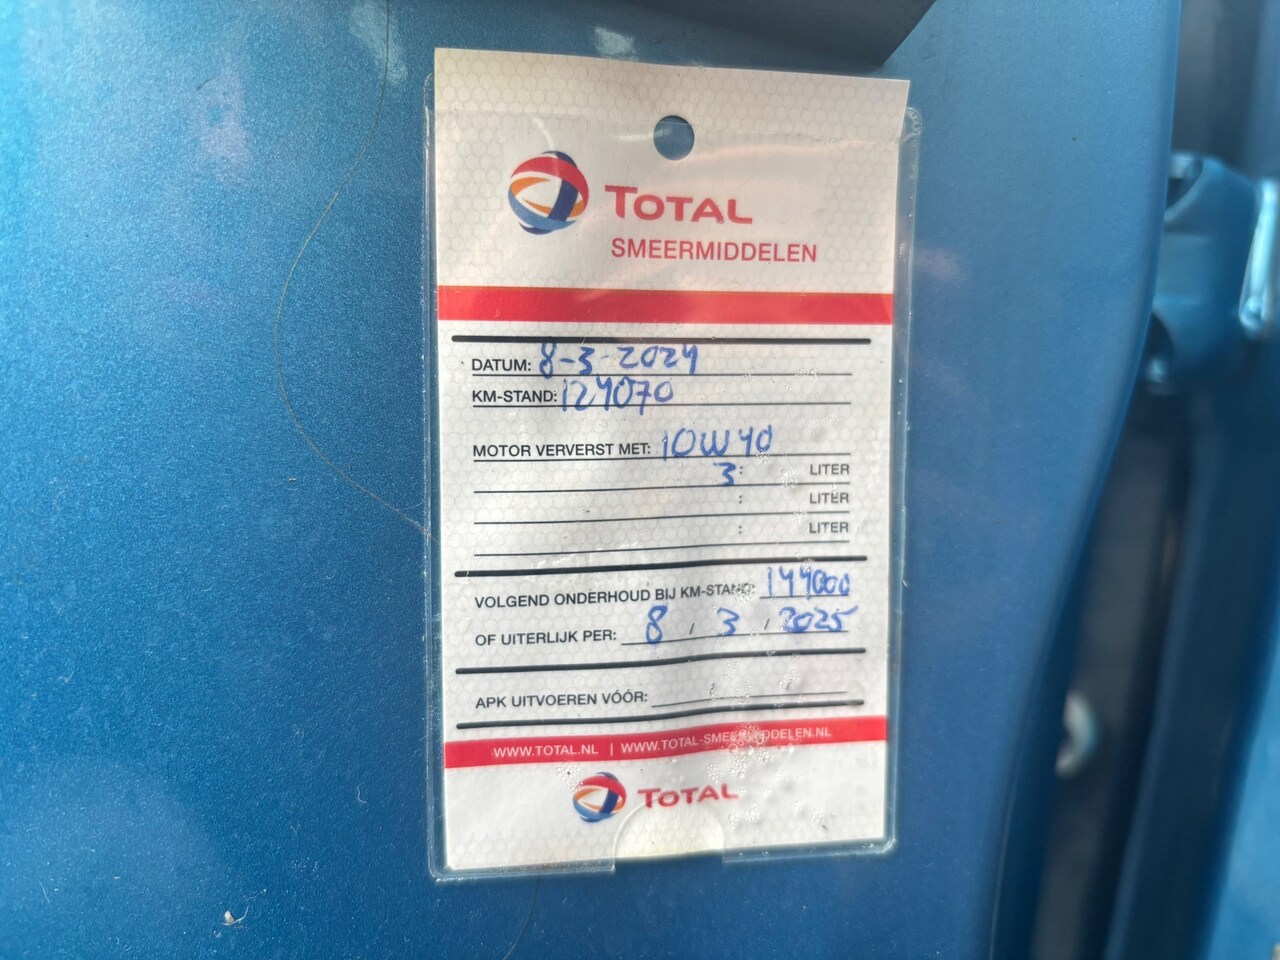 TOTAL
SMEERMIDDELEN
DATUM: 8-3-2024
KM-STAND: 124070
MOTOR VERVERST MET: 10W40
3 : LITER
: LITER
: LITER
VOLGEND ONDERHOUD BIJ KM-STAND: 144000
OF UITERLIJK PER: 8 / 3 / 2025
APK UITVOEREN VÓÓR:
WWW.TOTAL.NL | WWW.TOTAL-SMEERMIDDELEN.NL
TOTAL